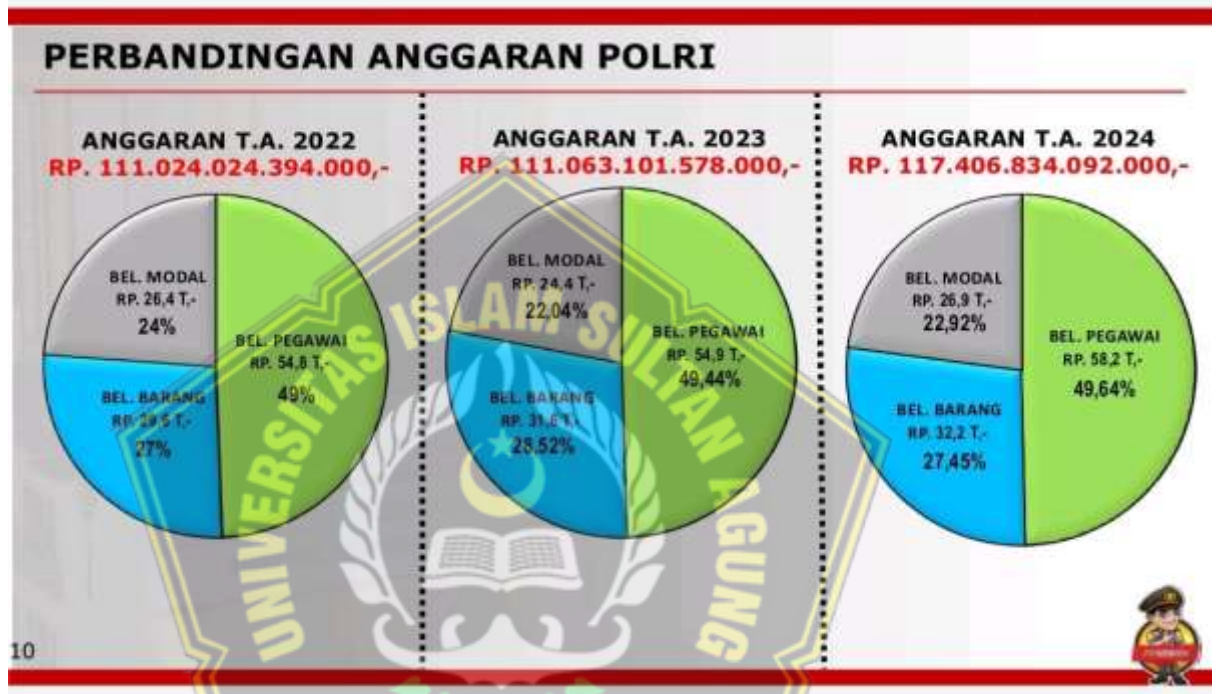 PERBANDINGAN ANGGARAN POLRI
ANGGARAN T.A. 2022
RP. 111.024.024.394.000,-
BEL. MODAL
RP. 26,4 T,-
24%
BEL. PEGAWAI
RP. 54,8 T,-
49%
BEL. BARANG
RP.
27%
ANGGARAN T.A. 2023
RP. 111.063.101.578.000,-
BEL. MODAL
RP. 24,4 T,-
22,04%
BEL. PEGAWAI
RP. 54,9 T,-
49,44%
BEL. BARANG
RP. 31,6 T,-
28,52%
ANGGARAN T.A. 2024
RP. 117.406.834.092.000,-
BEL. MODAL
RP. 26,9 T,-
22,92%
BEL. PEGAWAI
RP. 58,2 T,-
49,64%
BEL. BARANG
RP. 32,2 T,-
27,45%
UNIVERSITAS ISLAM SULTAN AGUNG
10